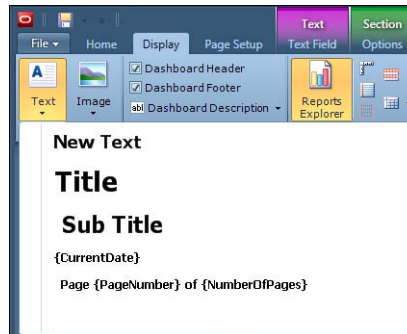 Text
Section
File
Home
Display
Page Setup
Text Field
Options
A
Text
Image
Dashboard Header
Dashboard Footer
abl Dashboard Description
Reports
Explorer
New Text
Title
Sub Title
{CurrentDate}
Page {PageNumber} of {NumberOfPages}